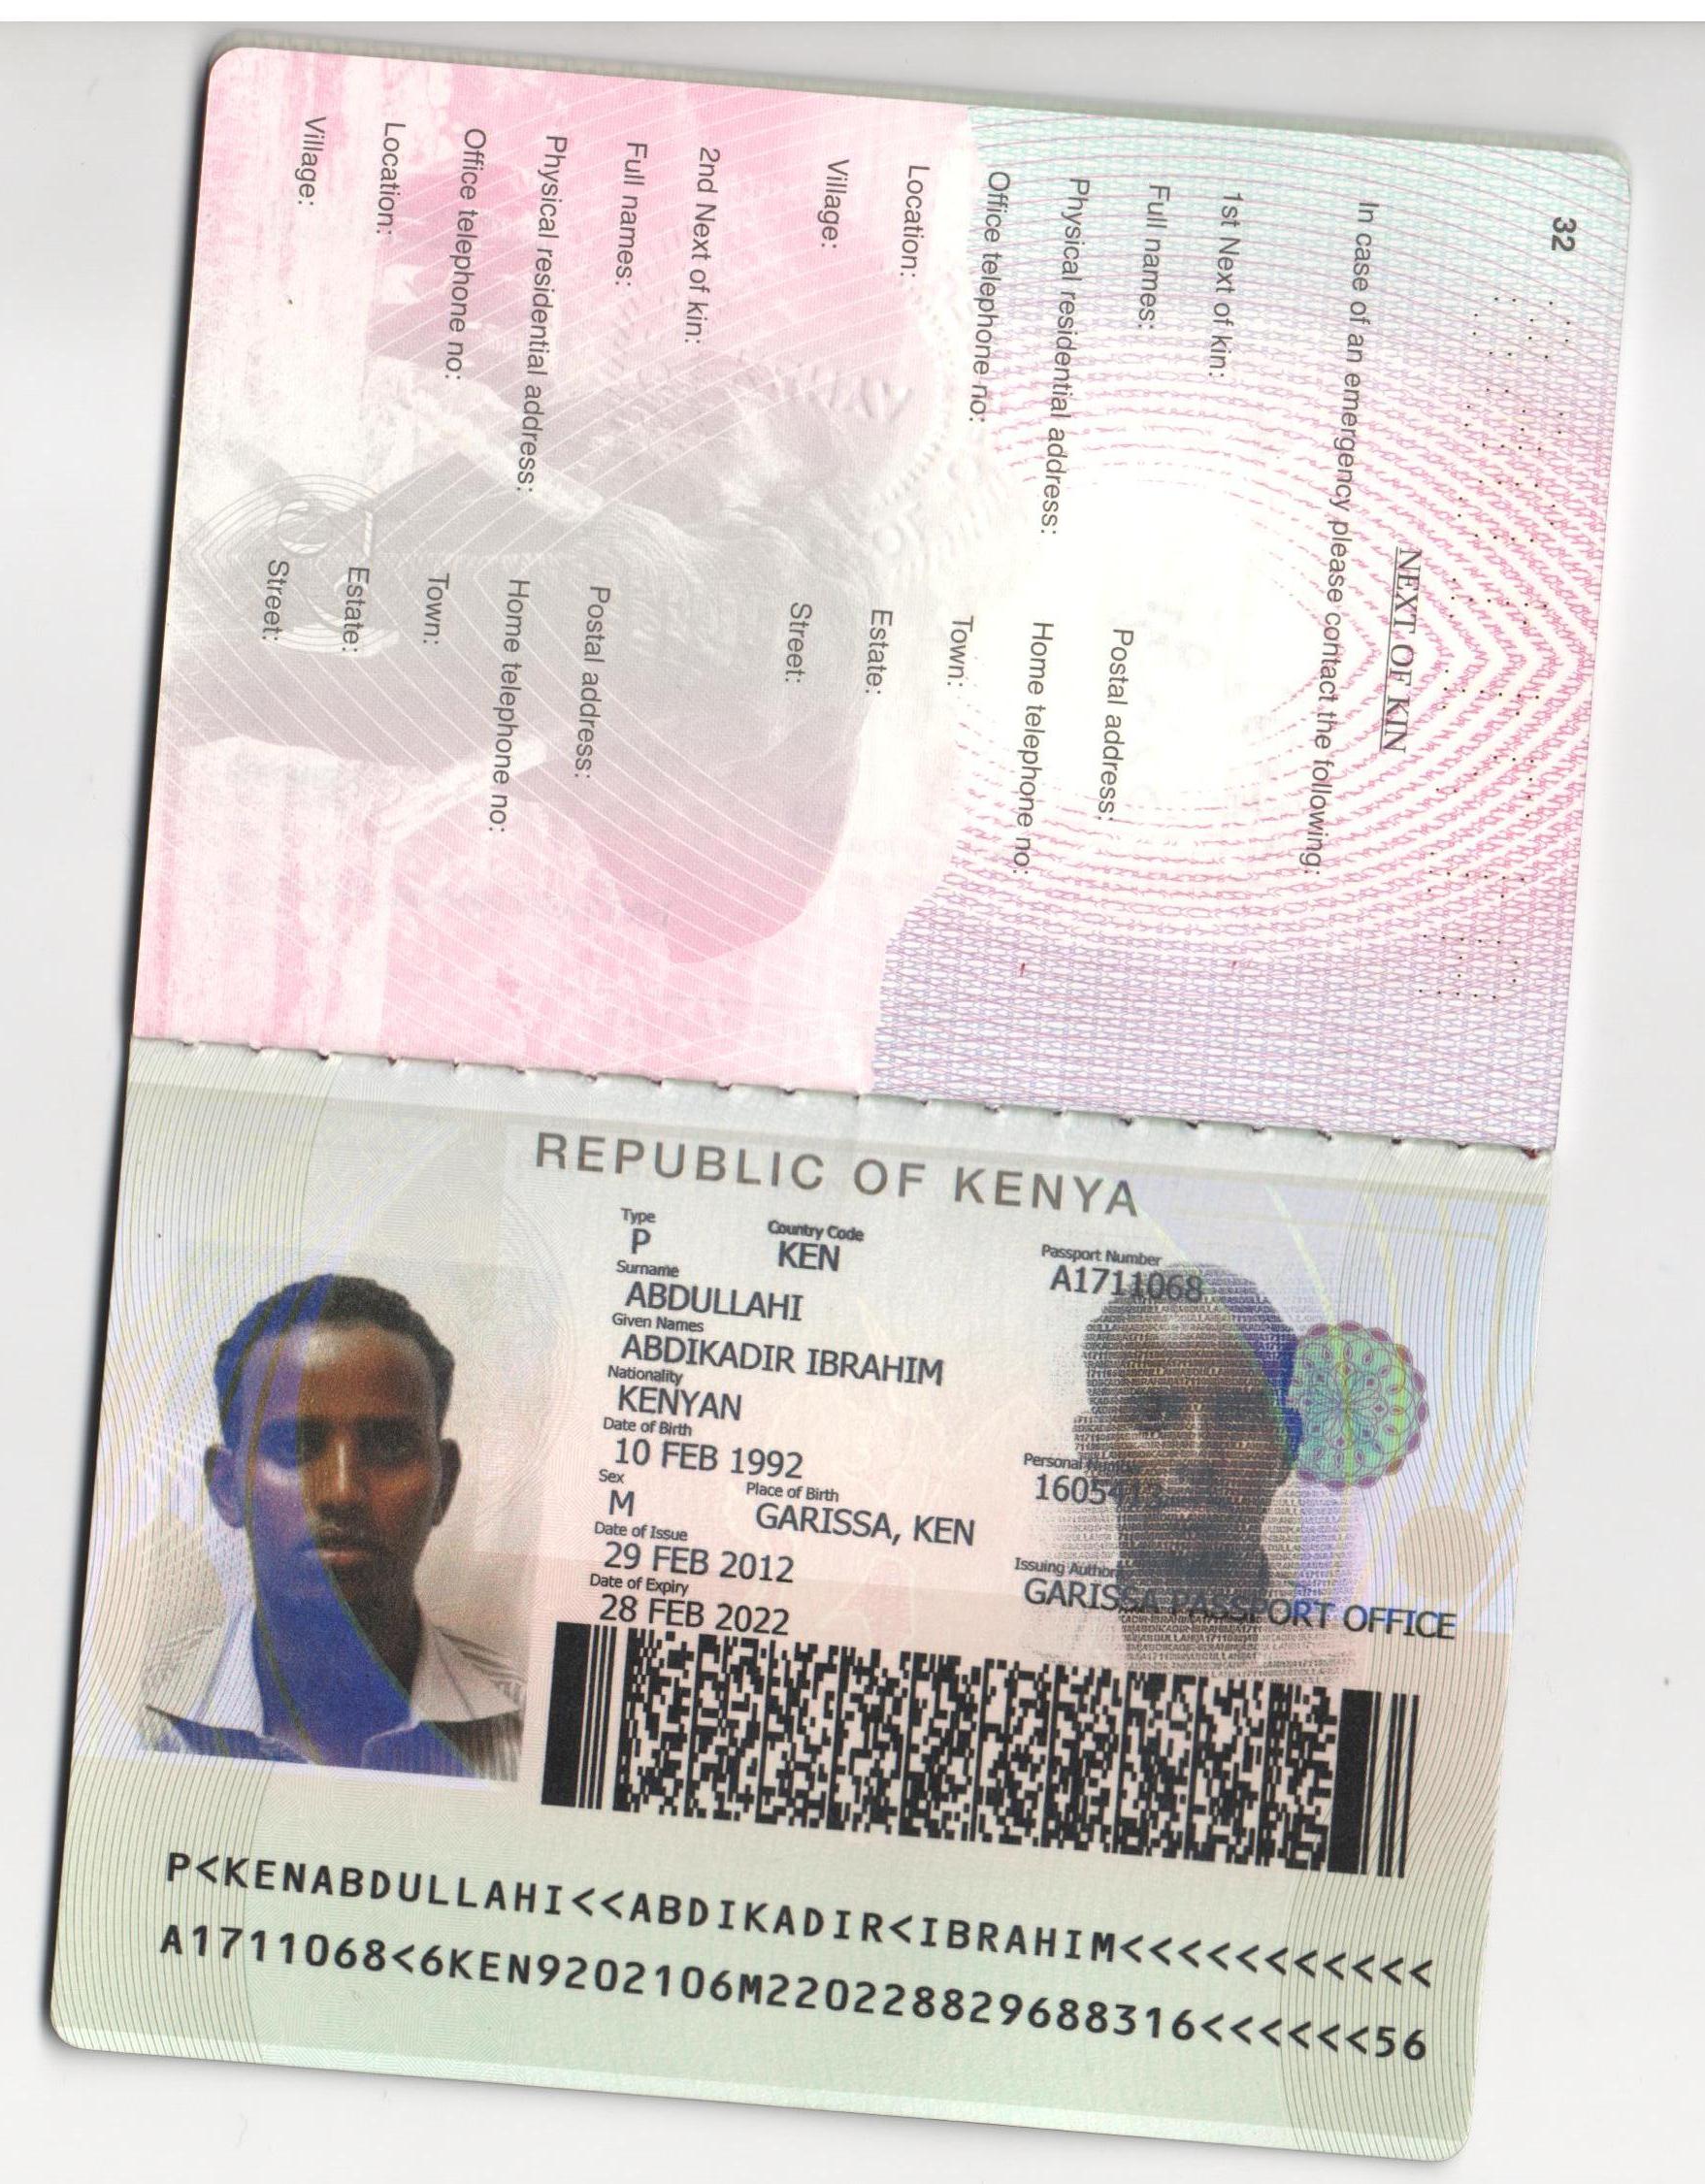 32
NEXT OF KIN
In case of an emergency please contact the following:
1st Next of kin:
Full names:
Postal address:
Physical residential address:
Home telephone no:
Office telephone no:
Town:
Location:
Estate:
Village:
Street:
2nd Next of kin:
Full names:
Postal address:
Physical residential address:
Home telephone no:
Office telephone no:
Town:
Location:
Estate:
Village:
Street:
REPUBLIC OF KENYA
Type Country Code Passport Number
P KEN A1711068
Surname
ABDULLAHI
Given Names
ABDIKADIR IBRAHIM
Nationality
KENYAN
Date of Birth Personal Number
10 FEB 1992
Sex Place of Birth
M GARISSA, KEN
Date of Issue Issuing Authority
29 FEB 2012 GARISSA PASSPORT OFFICE
Date of Expiry
28 FEB 2022
P<KENABDULLAHI<<ABDIKADIR<IBRAHIM<<<<<<<<<<<
A1711068<6KEN9202106M220228829688316<<<<<<56